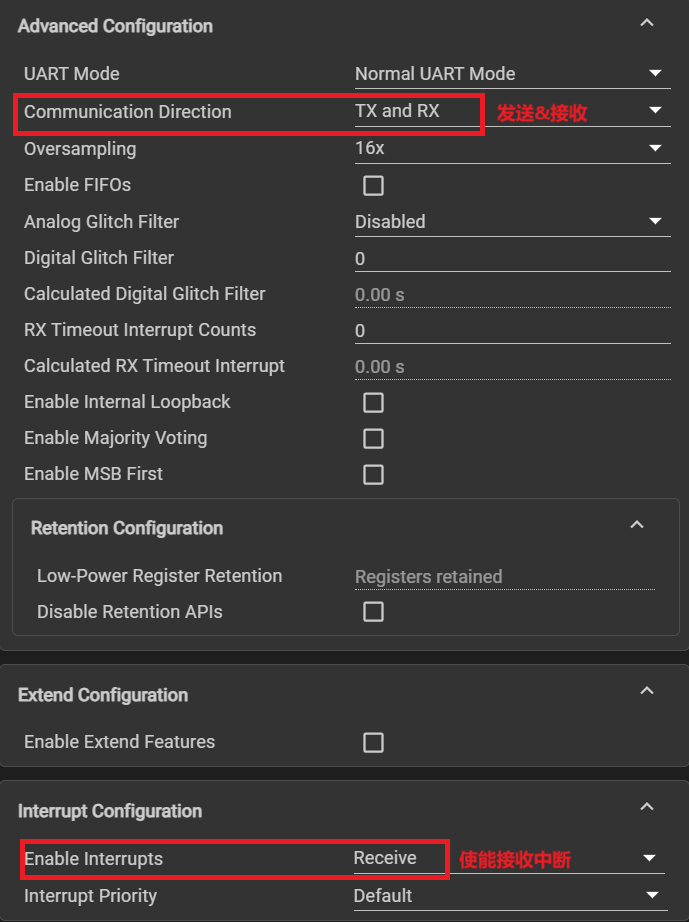 Advanced Configuration
UART Mode Normal UART Mode
Communication Direction TX and RX 发送&接收
Oversampling 16x
Enable FIFOs
Analog Glitch Filter Disabled
Digital Glitch Filter 0
Calculated Digital Glitch Filter 0.00 s
RX Timeout Interrupt Counts 0
Calculated RX Timeout Interrupt 0.00 s
Enable Internal Loopback
Enable Majority Voting
Enable MSB First
Retention Configuration
Low-Power Register Retention Registers retained
Disable Retention APIs
Extend Configuration
Enable Extend Features
Interrupt Configuration
Enable Interrupts Receive 使能接收中断
Interrupt Priority Default